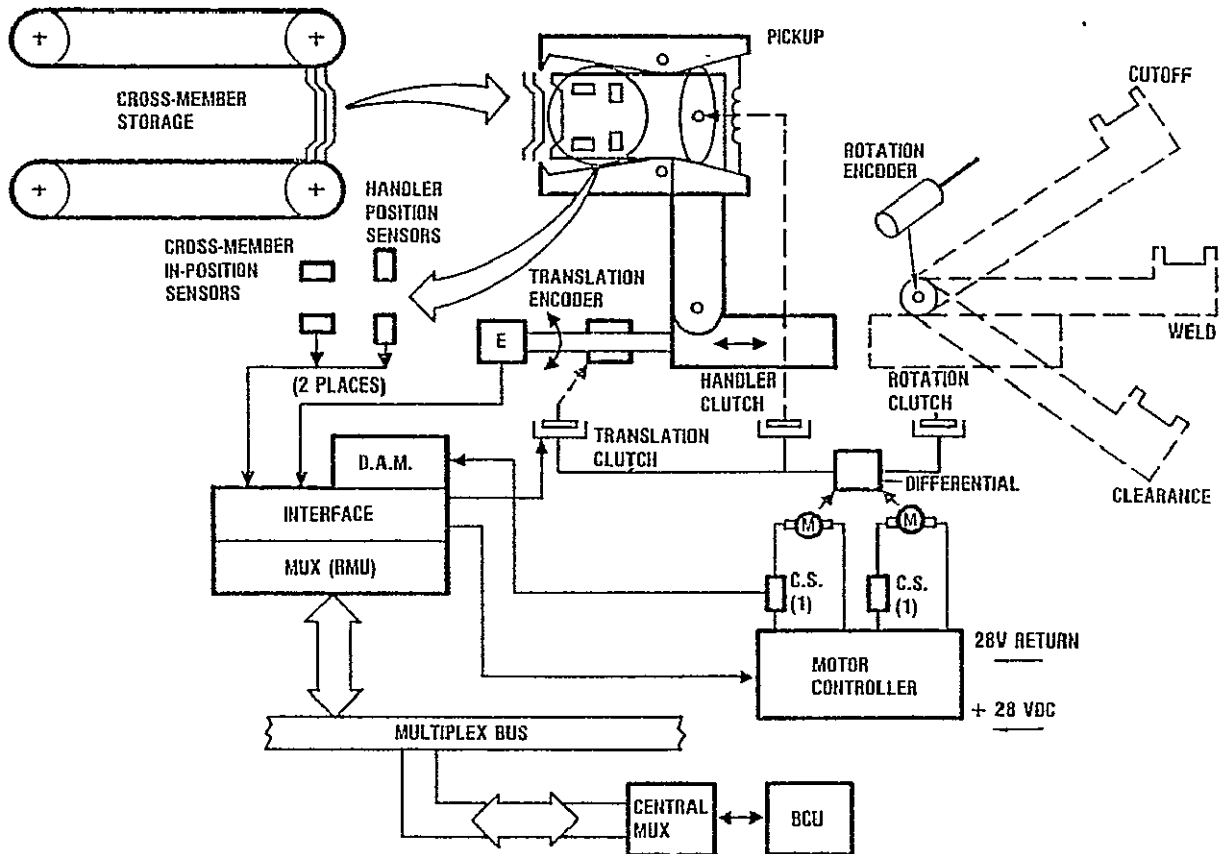 PICKUP
CUTOFF
CROSS-MEMBER
STORAGE
ROTATION
ENCODER
HANDLER
POSITION
SENSORS
CROSS-MEMBER
IN-POSITION
SENSORS
TRANSLATION
ENCODER
E
WELD
(2 PLACES)
HANDLER
CLUTCH
ROTATION
CLUTCH
TRANSLATION
CLUTCH
D.A.M.
DIFFERENTIAL
CLEARANCE
INTERFACE
M
M
MUX (RMU)
C.S.
(1)
C.S.
(1)
28V RETURN
MOTOR
CONTROLLER
+ 28 VDC
MULTIPLEX BUS
CENTRAL
MUX
BCU